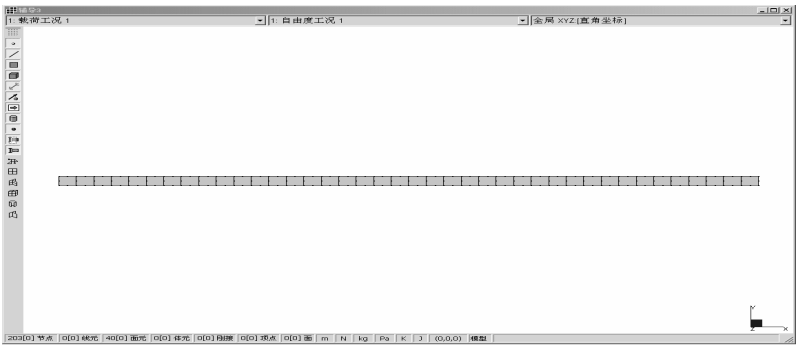 辅导3
1: 载荷工况 1
1: 自由度工况 1
全局 XYZ[直角坐标]
Y
Z X
203[0] 节点 0[0] 线元 40[0] 面元 0[0] 体元 0[0] 刚接 0[0] 顶点 0[0] 面 m N kg Pa K J (0,0,0) 模型